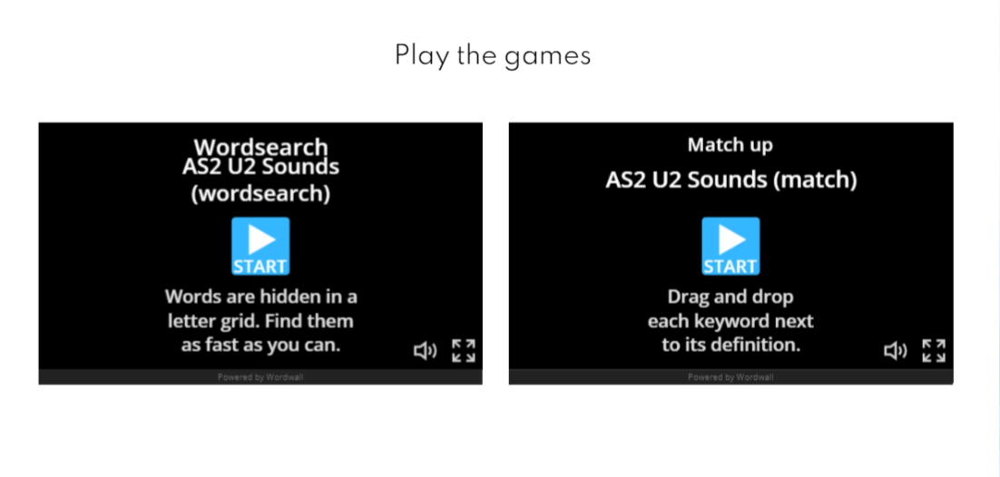 Play the games
Wordsearch
AS2 U2 Sounds
(wordsearch)
START
Words are hidden in a
letter grid. Find them
as fast as you can.
Powered by Wordwall
Match up
AS2 U2 Sounds (match)
START
Drag and drop
each keyword next
to its definition.
Powered by Wordwall